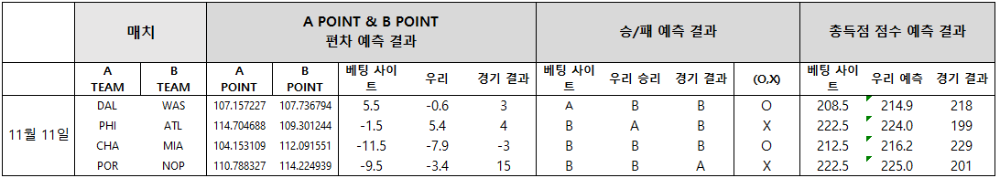 매치
A POINT & B POINT
편차 예측 결과
승/패 예측 결과
총득점 점수 예측 결과
A TEAM B TEAM A POINT B POINT 베팅 사이트 우리 경기 결과 베팅 사이트 우리 승리 경기 결과 (O,X) 베팅 사이트 우리 예측 경기 결과
11월 11일
DAL WAS 107.157227 107.736794 5.5 -0.6 3 A B B O 208.5 214.9 218
PHI ATL 114.704688 109.301244 -1.5 5.4 4 B A B X 222.5 224.0 199
CHA MIA 104.153109 112.091551 -11.5 -7.9 -3 B B B O 212.5 216.2 229
POR NOP 110.788327 114.224939 -9.5 -3.4 15 B B A X 222.5 225.0 201